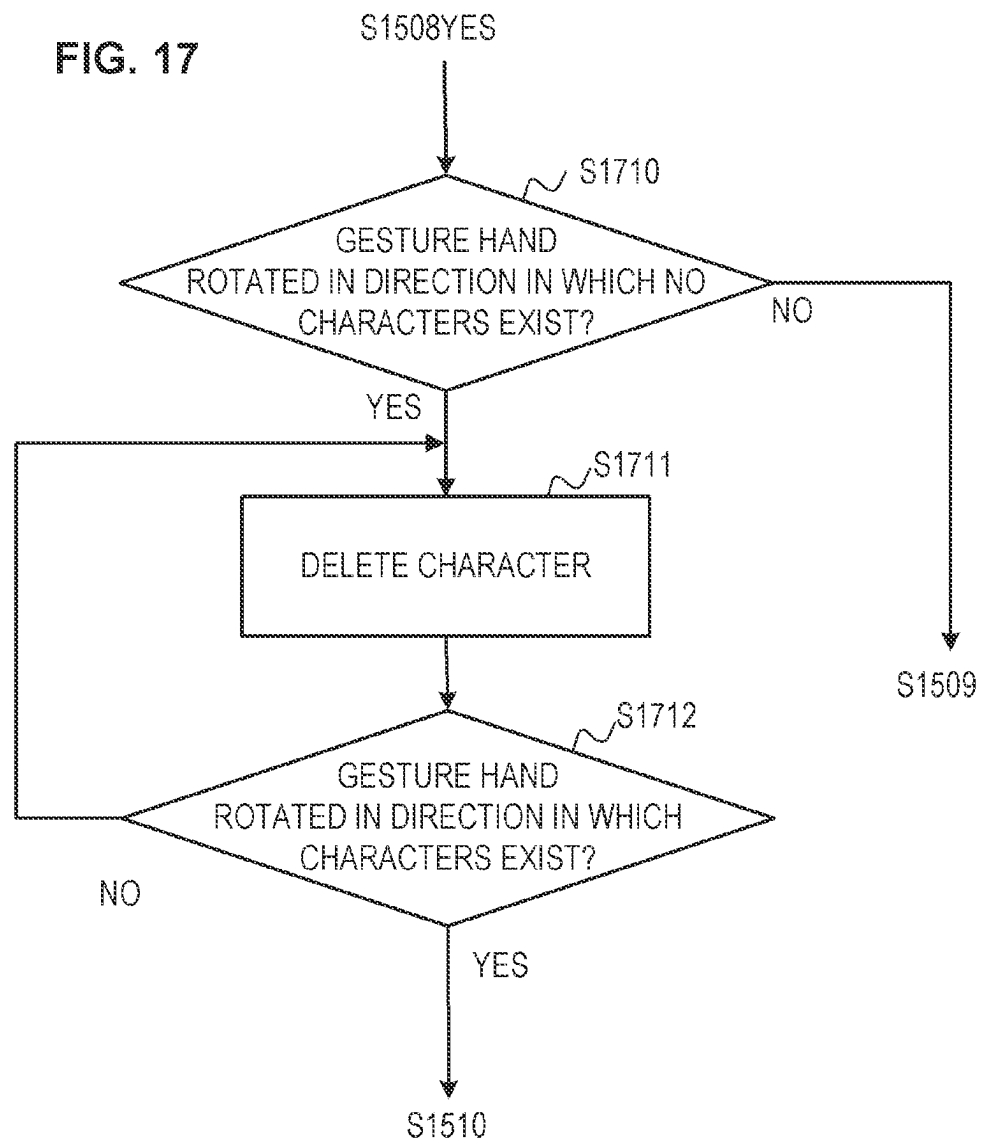 FIG. 17
S1508YES
S1710
GESTURE HAND
ROTATED IN DIRECTION IN WHICH NO
CHARACTERS EXIST?
NO
YES
S1711
DELETE CHARACTER
S1509
S1712
GESTURE HAND
ROTATED IN DIRECTION IN WHICH
CHARACTERS EXIST?
NO
YES
S1510